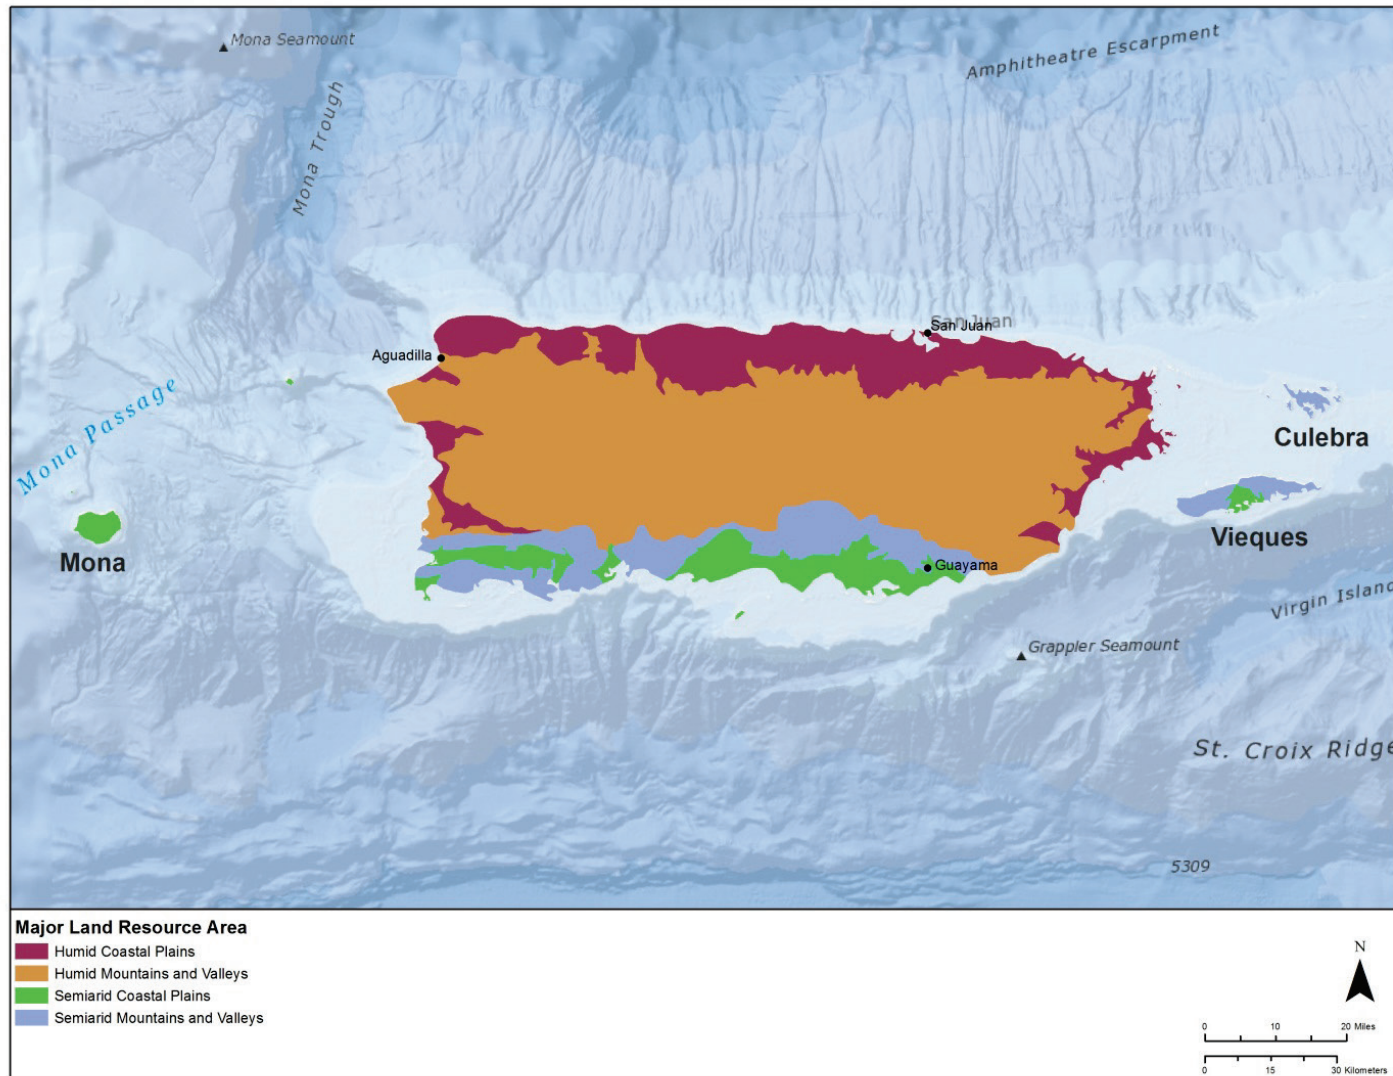 Mona Seamount
Amphitheatre Escarpment
Mona Trough
San Juan
San Juan
Aguadilla
Mona Passage
Culebra
Vieques
Mona
Guayama
Virgin Island
Grappler Seamount
St. Croix Ridge
5309
Major Land Resource Area
Humid Coastal Plains
Humid Mountains and Valleys
Semiarid Coastal Plains
Semiarid Mountains and Valleys
N
0 10 20 Miles
0 15 30 Kilometers